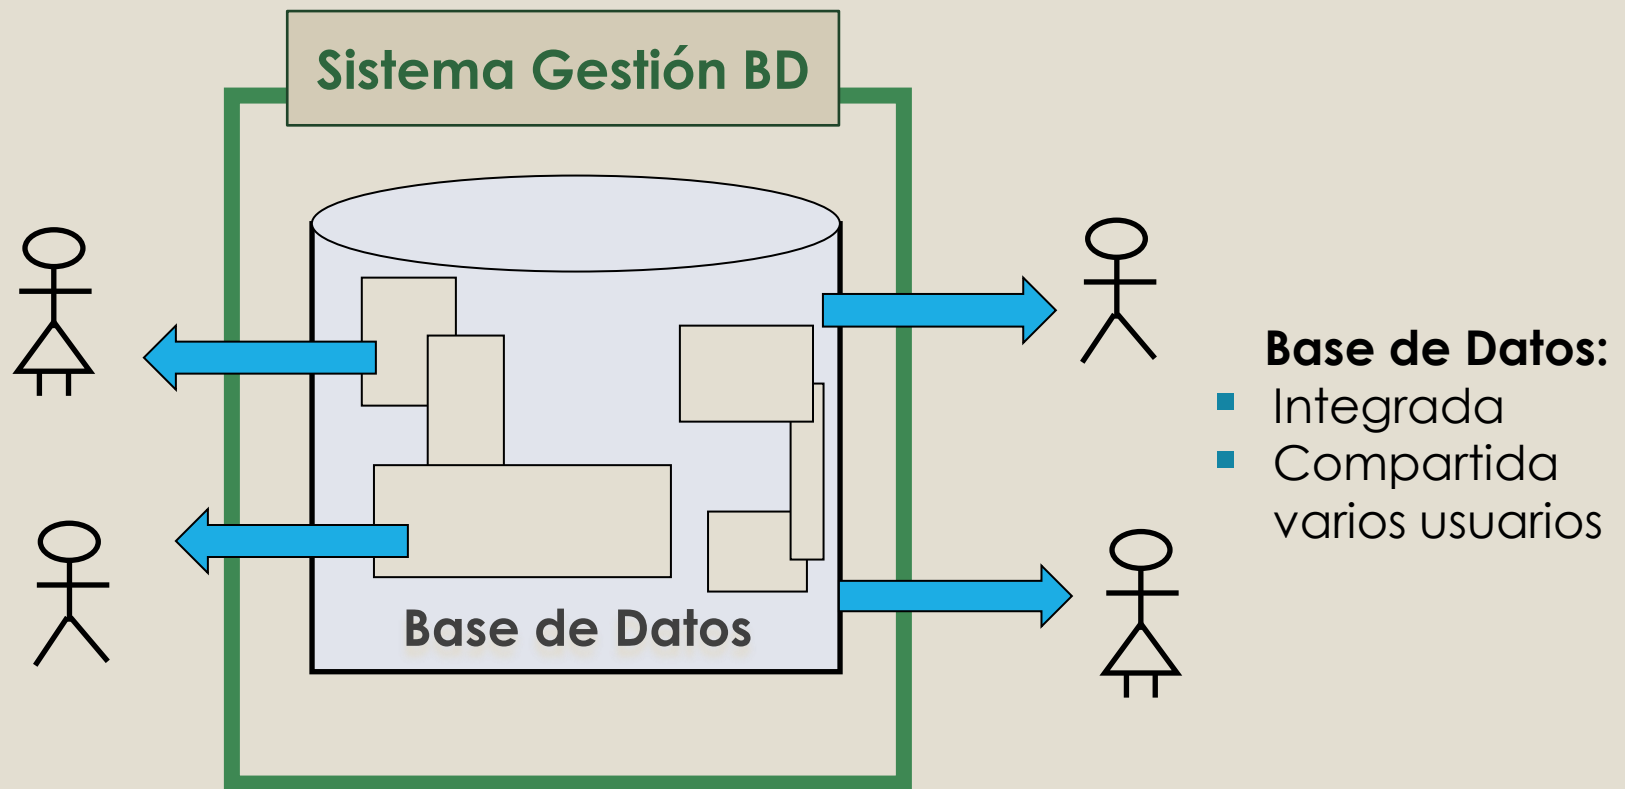 Sistema Gestión BD
Base de Datos
Base de Datos:
Integrada
Compartida
varios usuarios